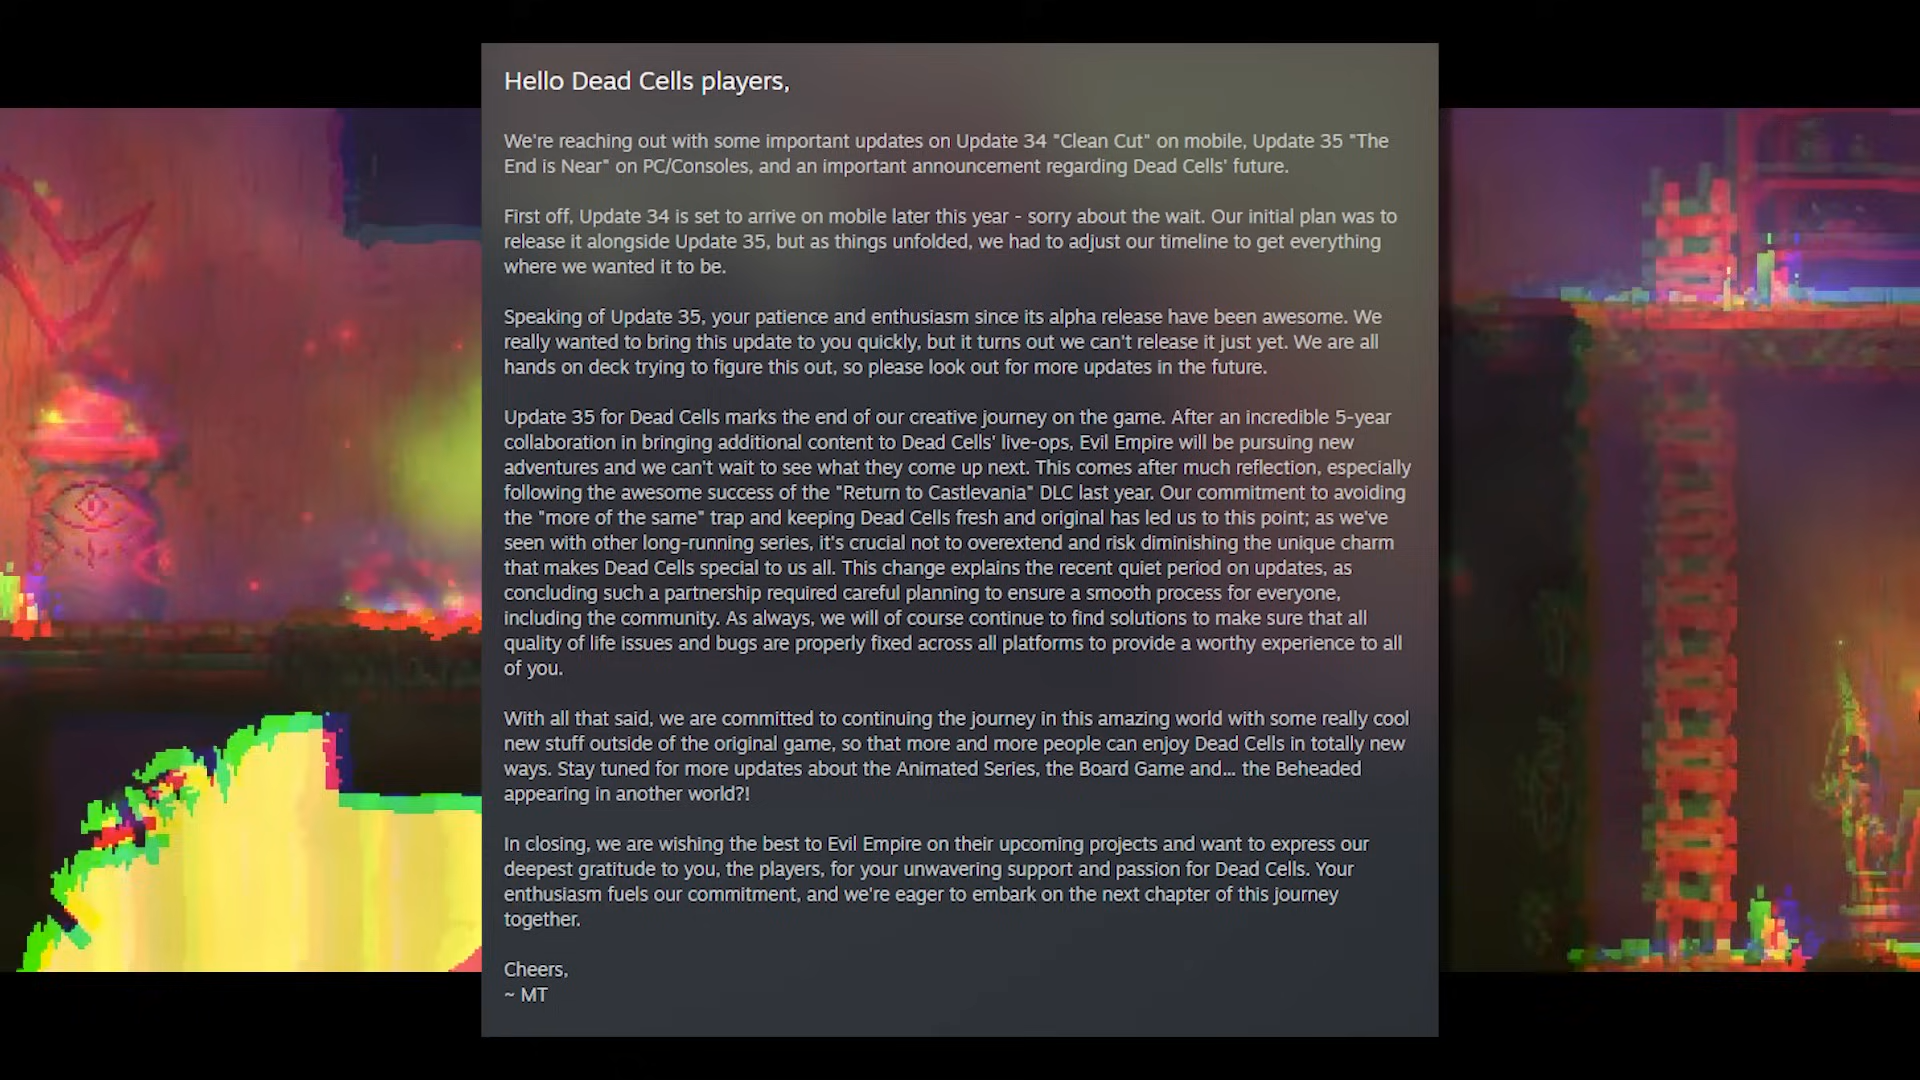 Hello Dead Cells players,
We're reaching out with some important updates on Update 34 "Clean Cut" on mobile, Update 35 "The
End is Near" on PC/Consoles, and an important announcement regarding Dead Cells' future.
First off, Update 34 is set to arrive on mobile later this year - sorry about the wait. Our initial plan was to
release it alongside Update 35, but as things unfolded, we had to adjust our timeline to get everything
where we wanted it to be.
Speaking of Update 35, your patience and enthusiasm since its alpha release have been awesome. We
really wanted to bring this update to you quickly, but it turns out we can't release it just yet. We are all
hands on deck trying to figure this out, so please look out for more updates in the future.
Update 35 for Dead Cells marks the end of our creative journey on the game. After an incredible 5-year
collaboration in bringing additional content to Dead Cells' live-ops, Evil Empire will be pursuing new
adventures and we can't wait to see what they come up next. This comes after much reflection, especially
following the awesome success of the "Return to Castlevania" DLC last year. Our commitment to avoiding
the "more of the same" trap and keeping Dead Cells fresh and original has led us to this point; as we've
seen with other long-running series, it's crucial not to overextend and risk diminishing the unique charm
that makes Dead Cells special to us all. This change explains the recent quiet period on updates, as
concluding such a partnership required careful planning to ensure a smooth process for everyone,
including the community. As always, we will of course continue to find solutions to make sure that all
quality of life issues and bugs are properly fixed across all platforms to provide a worthy experience to all
of you.
With all that said, we are committed to continuing the journey in this amazing world with some really cool
new stuff outside of the original game, so that more and more people can enjoy Dead Cells in totally new
ways. Stay tuned for more updates about the Animated Series, the Board Game and... the Beheaded
appearing in another world?!
In closing, we are wishing the best to Evil Empire on their upcoming projects and want to express our
deepest gratitude to you, the players, for your unwavering support and passion for Dead Cells. Your
enthusiasm fuels our commitment, and we're eager to embark on the next chapter of this journey
together.
Cheers,
~ MT